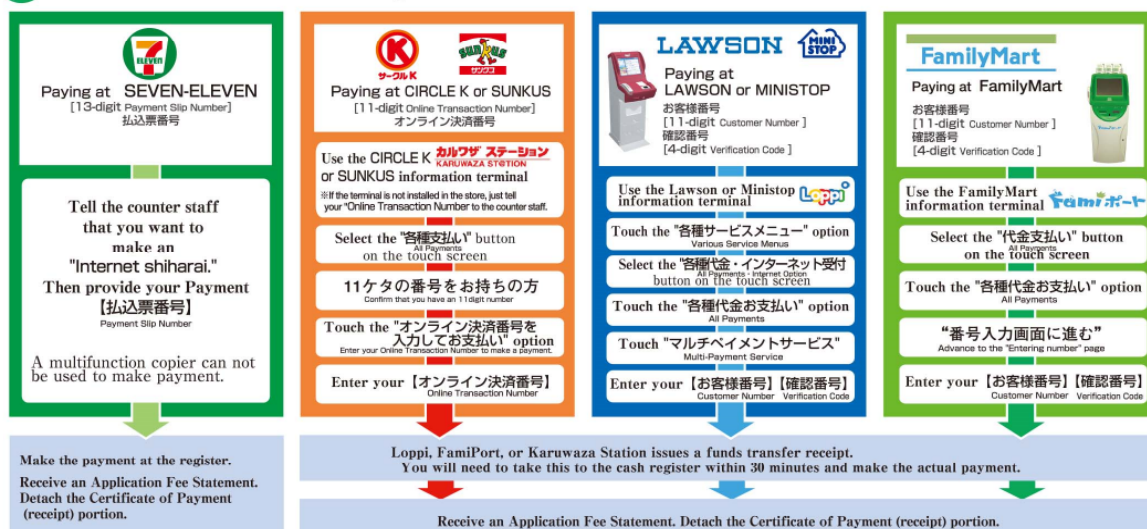 7
ELEVEN
Paying at SEVEN-ELEVEN
[13-digit Payment Slip Number]
払込票番号
Tell the counter staff
that you want to
make an
"Internet shiharai."
Then provide your Payment
【払込票番号】
Payment Slip Number
A multifunction copier can not
be used to make payment.
Make the payment at the register.
Receive an Application Fee Statement.
Detach the Certificate of Payment
(receipt) portion.
K
サークルK
sunkus
サンクス
Paying at CIRCLE K or SUNKUS
[11-digit Online Transaction Number]
オンライン決済番号
Use the CIRCLE K カルワザ ステーション
KARUWAZA ST@TION
or SUNKUS information terminal
※If the terminal is not installed in the store, just tell
your "Online Transaction Number to the counter staff.
Select the "各種支払い" button
All Payments
on the touch screen
11ケタの番号をお持ちの方
Confirm that you have an 11digit number
Touch the "オンライン決済番号を
入力してお支払い" option
Enter your Online Transaction Number to make a payment.
Enter your 【オンライン決済番号】
Online Transaction Number
LAWSON
MINI
STOP
Paying at
LAWSON or MINISTOP
お客様番号
[11-digit Customer Number ]
確認番号
[4-digit Verification Code ]
Use the Lawson or Ministop
information terminal Loppi
Touch the "各種サービスメニュー" option
Various Service Menus
Select the "各種代金・インターネット受付
All Payments・Internet Option
button on the touch screen
Touch the "各種代金お支払い" option
All Payments
Touch "マルチペイメントサービス"
Multi-Payment Service
Enter your 【お客様番号】【確認番号】
Customer Number Verification Code
FamilyMart
Paying at FamilyMart
お客様番号
[11-digit Customer Number ]
確認番号
[4-digit Verification Code ]
Use the FamilyMart
information terminal Famiポート
Select the "代金支払い" button
All Payments
on the touch screen
Touch the "各種代金お支払い" option
All Payments
“番号入力画面に進む”
Advance to the "Entering number" page
Enter your 【お客様番号】【確認番号】
Customer Number Verification Code
Loppi, FamiPort, or Karuwaza Station issues a funds transfer receipt.
You will need to take this to the cash register within 30 minutes and make the actual payment.
Receive an Application Fee Statement. Detach the Certificate of Payment (receipt) portion.